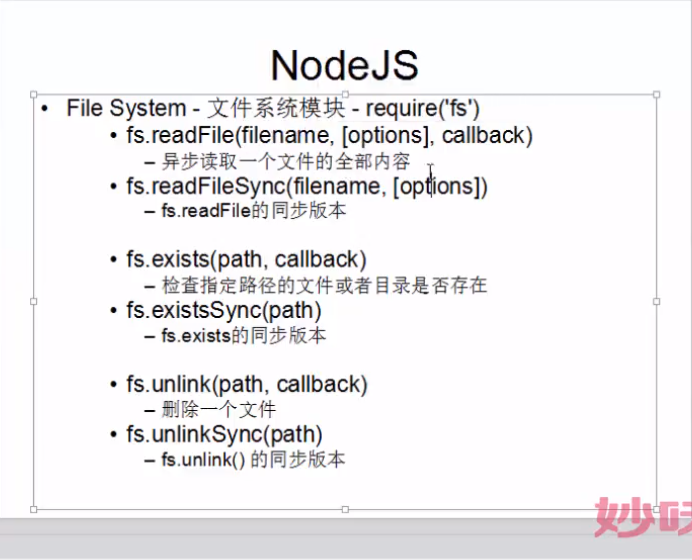 NodeJS
• File System - 文件系统模块 - require('fs')
• fs.readFile(filename, [options], callback)
– 异步读取一个文件的全部内容
• fs.readFileSync(filename, [options])
– fs.readFile的同步版本
• fs.exists(path, callback)
– 检查指定路径的文件或者目录是否存在
• fs.existsSync(path)
– fs.exists的同步版本
• fs.unlink(path, callback)
– 删除一个文件
• fs.unlinkSync(path)
– fs.unlink() 的同步版本
妙味